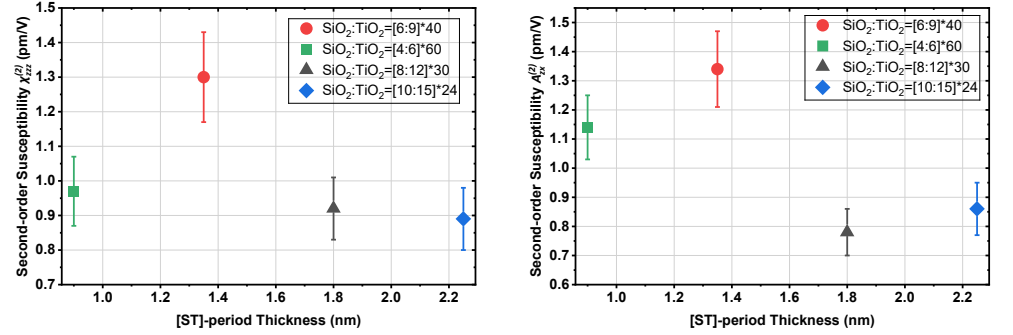 Second-order Susceptibility χ(2)zzz (pm/V)
1.5
1.4
1.3
1.2
1.1
1.0
0.9
0.8
0.7
SiO2:TiO2=[6:9]*40
SiO2:TiO2=[4:6]*60
SiO2:TiO2=[8:12]*30
SiO2:TiO2=[10:15]*24
1.0 1.2 1.4 1.6 1.8 2.0 2.2
[ST]-period Thickness (nm)
Second-order Susceptibility A(2)zx (pm/V)
1.5
1.4
1.3
1.2
1.1
1.0
0.9
0.8
0.7
0.6
SiO2:TiO2=[6:9]*40
SiO2:TiO2=[4:6]*60
SiO2:TiO2=[8:12]*30
SiO2:TiO2=[10:15]*24
1.0 1.2 1.4 1.6 1.8 2.0 2.2
[ST]-period Thickness (nm)